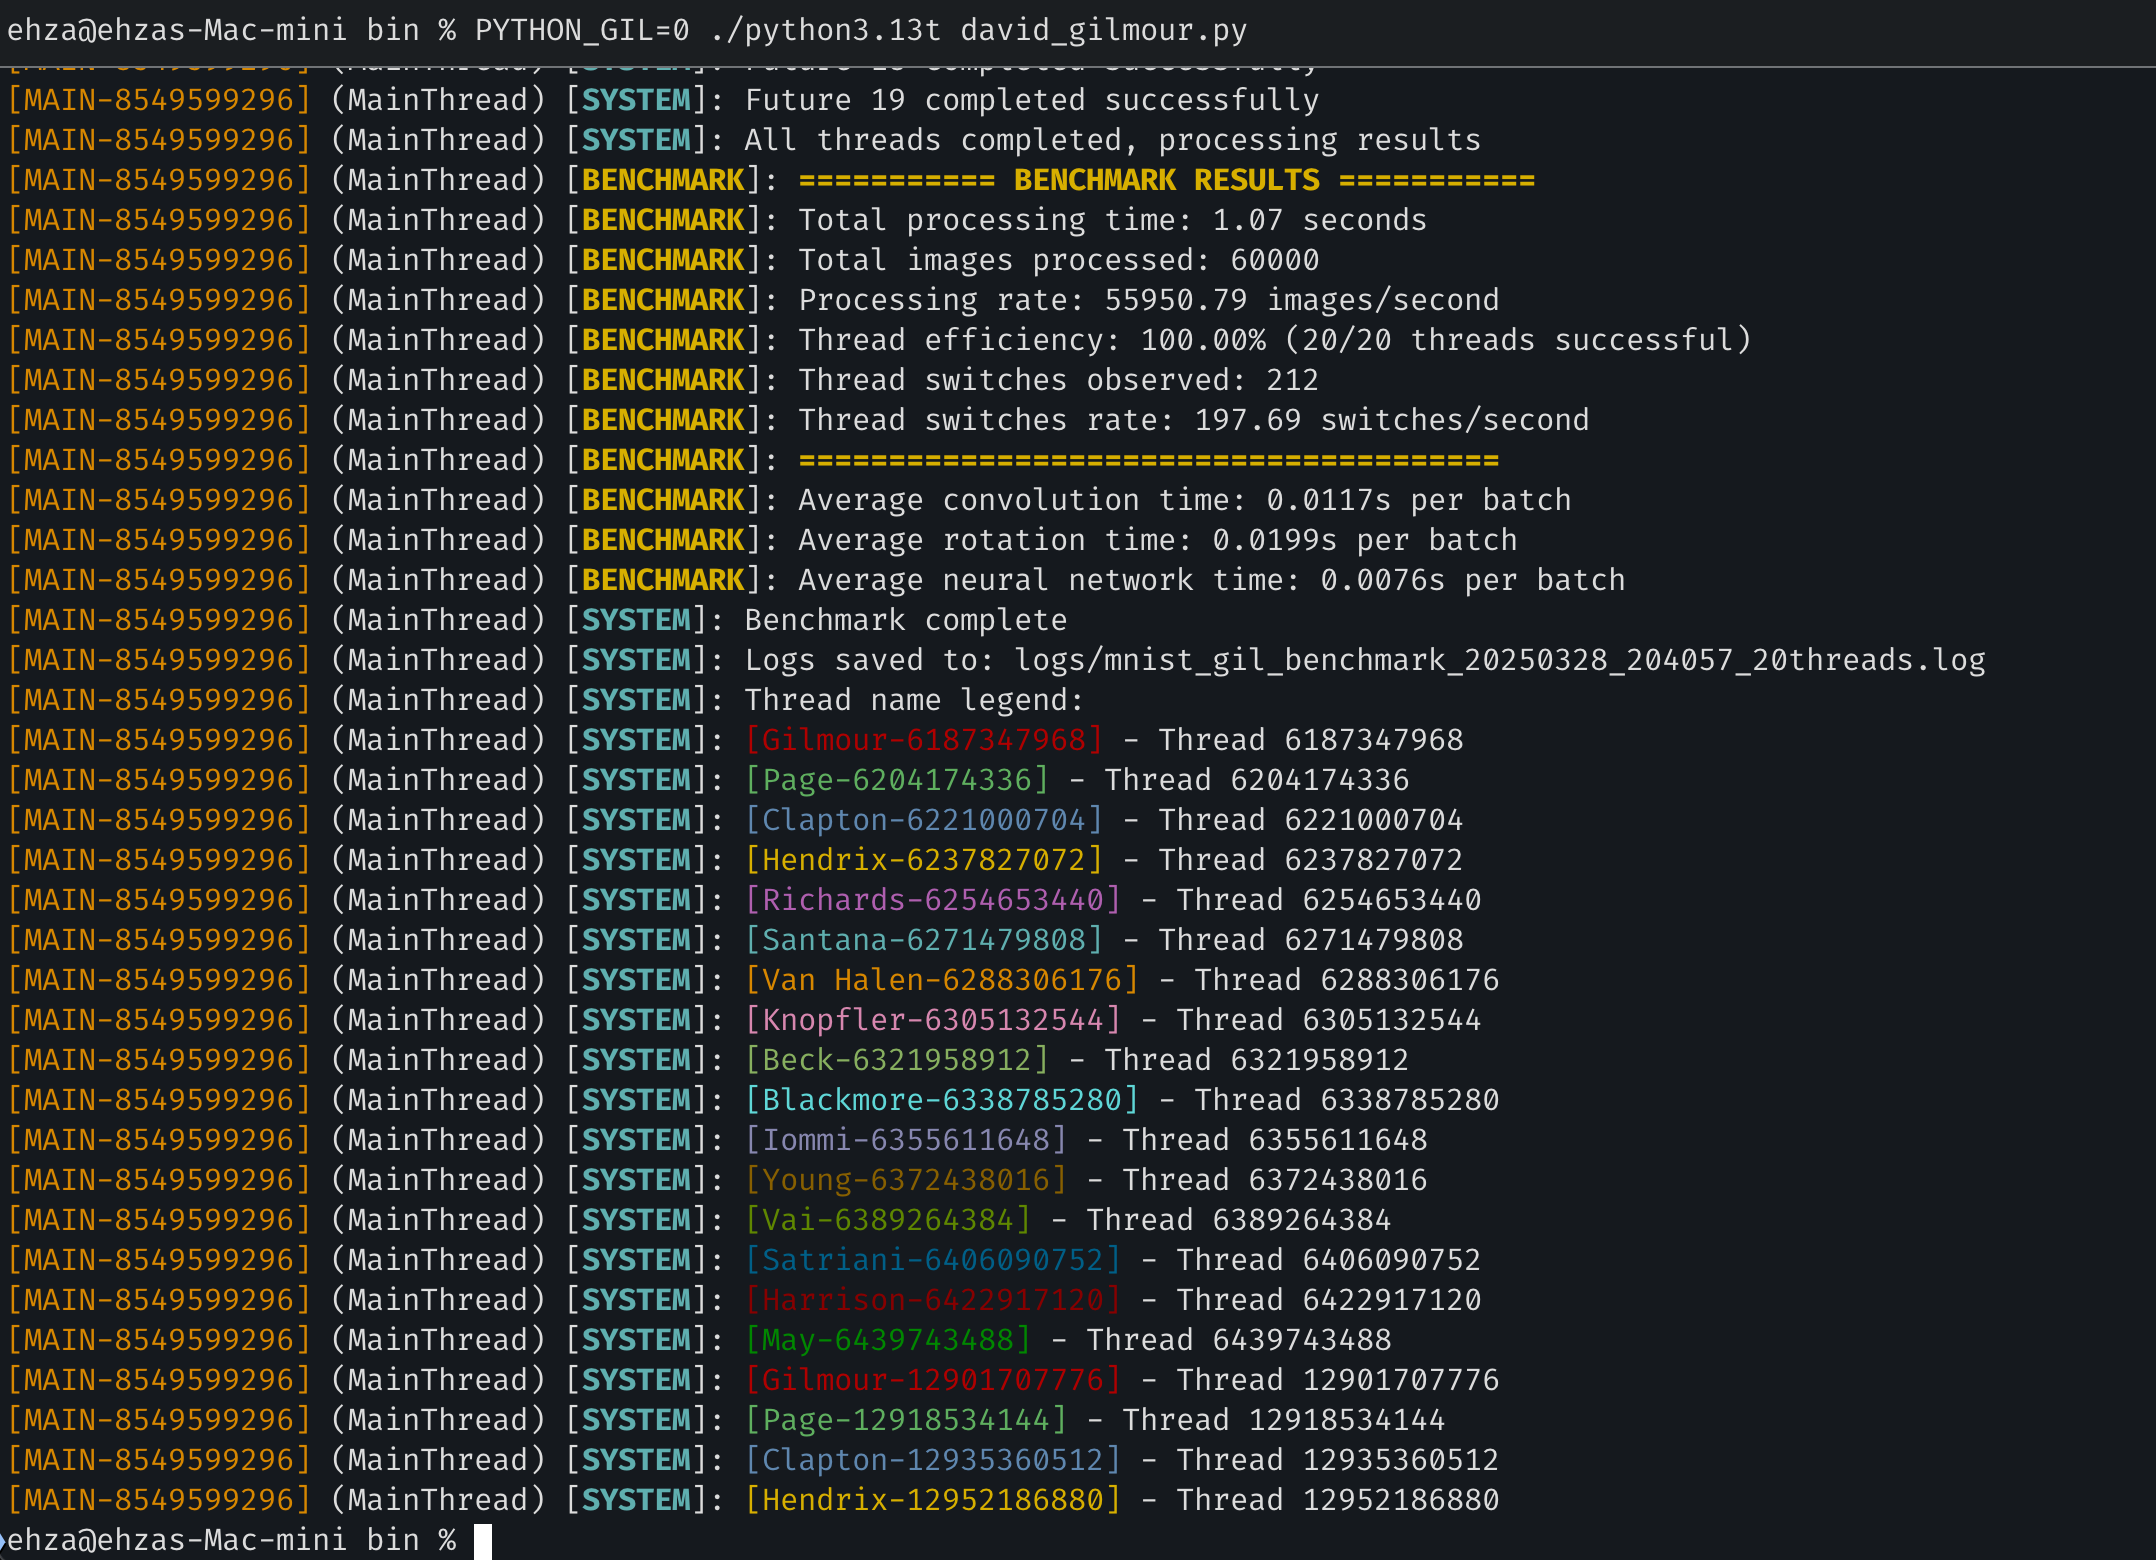 ehza@ehzas-Mac-mini bin % PYTHON_GIL=0 ./python3.13t david_gilmour.py
[MAIN-8549599296] (MainThread) [SYSTEM]: Future 19 completed successfully
[MAIN-8549599296] (MainThread) [SYSTEM]: All threads completed, processing results
[MAIN-8549599296] (MainThread) [BENCHMARK]: =========== BENCHMARK RESULTS ===========
[MAIN-8549599296] (MainThread) [BENCHMARK]: Total processing time: 1.07 seconds
[MAIN-8549599296] (MainThread) [BENCHMARK]: Total images processed: 60000
[MAIN-8549599296] (MainThread) [BENCHMARK]: Processing rate: 55950.79 images/second
[MAIN-8549599296] (MainThread) [BENCHMARK]: Thread efficiency: 100.00% (20/20 threads successful)
[MAIN-8549599296] (MainThread) [BENCHMARK]: Thread switches observed: 212
[MAIN-8549599296] (MainThread) [BENCHMARK]: Thread switches rate: 197.69 switches/second
[MAIN-8549599296] (MainThread) [BENCHMARK]: =======================================
[MAIN-8549599296] (MainThread) [BENCHMARK]: Average convolution time: 0.0117s per batch
[MAIN-8549599296] (MainThread) [BENCHMARK]: Average rotation time: 0.0199s per batch
[MAIN-8549599296] (MainThread) [BENCHMARK]: Average neural network time: 0.0076s per batch
[MAIN-8549599296] (MainThread) [SYSTEM]: Benchmark complete
[MAIN-8549599296] (MainThread) [SYSTEM]: Logs saved to: logs/mnist_gil_benchmark_20250328_204057_20threads.log
[MAIN-8549599296] (MainThread) [SYSTEM]: Thread name legend:
[MAIN-8549599296] (MainThread) [SYSTEM]: [Gilmour-6187347968] - Thread 6187347968
[MAIN-8549599296] (MainThread) [SYSTEM]: [Page-6204174336] - Thread 6204174336
[MAIN-8549599296] (MainThread) [SYSTEM]: [Clapton-6221000704] - Thread 6221000704
[MAIN-8549599296] (MainThread) [SYSTEM]: [Hendrix-6237827072] - Thread 6237827072
[MAIN-8549599296] (MainThread) [SYSTEM]: [Richards-6254653440] - Thread 6254653440
[MAIN-8549599296] (MainThread) [SYSTEM]: [Santana-6271479808] - Thread 6271479808
[MAIN-8549599296] (MainThread) [SYSTEM]: [Van Halen-6288306176] - Thread 6288306176
[MAIN-8549599296] (MainThread) [SYSTEM]: [Knopfler-6305132544] - Thread 6305132544
[MAIN-8549599296] (MainThread) [SYSTEM]: [Beck-6321958912] - Thread 6321958912
[MAIN-8549599296] (MainThread) [SYSTEM]: [Blackmore-6338785280] - Thread 6338785280
[MAIN-8549599296] (MainThread) [SYSTEM]: [Iommi-6355611648] - Thread 6355611648
[MAIN-8549599296] (MainThread) [SYSTEM]: [Young-6372438016] - Thread 6372438016
[MAIN-8549599296] (MainThread) [SYSTEM]: [Vai-6389264384] - Thread 6389264384
[MAIN-8549599296] (MainThread) [SYSTEM]: [Satriani-6406090752] - Thread 6406090752
[MAIN-8549599296] (MainThread) [SYSTEM]: [Harrison-6422917120] - Thread 6422917120
[MAIN-8549599296] (MainThread) [SYSTEM]: [May-6439743488] - Thread 6439743488
[MAIN-8549599296] (MainThread) [SYSTEM]: [Gilmour-12901707776] - Thread 12901707776
[MAIN-8549599296] (MainThread) [SYSTEM]: [Page-12918534144] - Thread 12918534144
[MAIN-8549599296] (MainThread) [SYSTEM]: [Clapton-12935360512] - Thread 12935360512
[MAIN-8549599296] (MainThread) [SYSTEM]: [Hendrix-12952186880] - Thread 12952186880
ehza@ehzas-Mac-mini bin %